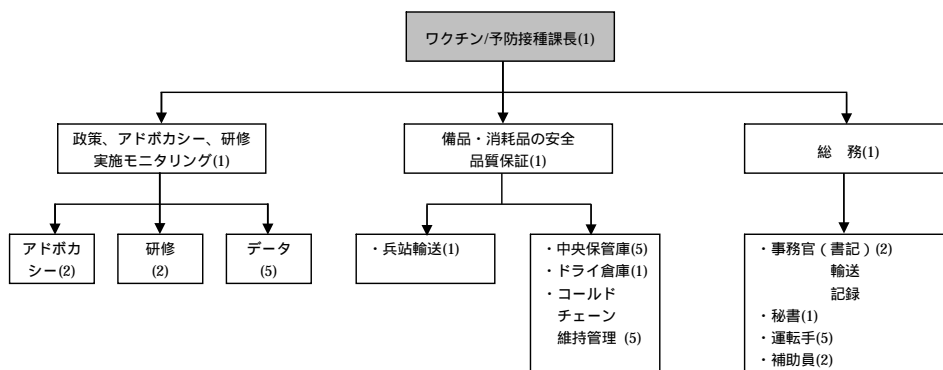 ワクチン/予防接種課長(1)
政策、アドボカシー、研修
実施モニタリング(1)
備品・消耗品の安全
品質保証(1)
総　務(1)
アドボカ
シー(2)
研修
(2)
データ
(5)
・兵站輸送(1)
・中央保管庫(5)
・ドライ倉庫(1)
・コールド
チェーン
維持管理 (5)
・事務官（書記）(2)
輸送
記録
・秘書(1)
・運転手(5)
・補助員(2)